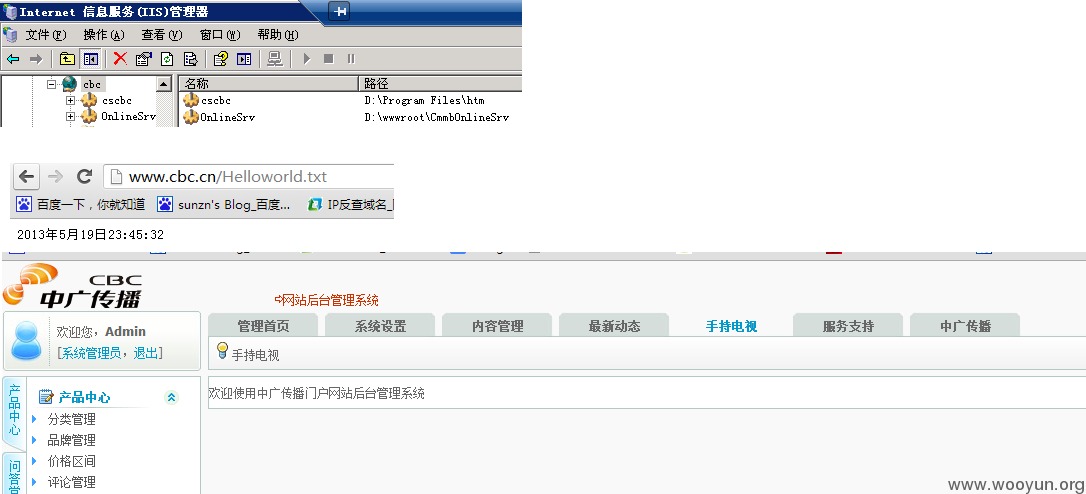 Internet 信息服务(IIS)管理器
文件(F) 操作(A) 查看(V) 窗口(W) 帮助(H)
cbc
cscbc
OnlineSrv
名称 路径
cscbc D:\Program Files\htm
OnlineSrv D:\wwwroot\CmmbOnlineSrv
www.cbc.cn/Helloworld.txt
百度一下，你就知道 sunzn's Blog_百度... IP反查域名_
2013年5月19日23:45:32
CBC
中广传播
网站后台管理系统
欢迎您，Admin
[系统管理员，退出]
管理首页 系统设置 内容管理 最新动态 手持电视 服务支持 中广传播
手持电视
欢迎使用中广传播门户网站后台管理系统
产品中心
产品中心
分类管理
品牌管理
价格区间
评论管理
问答
www.wooyun.org